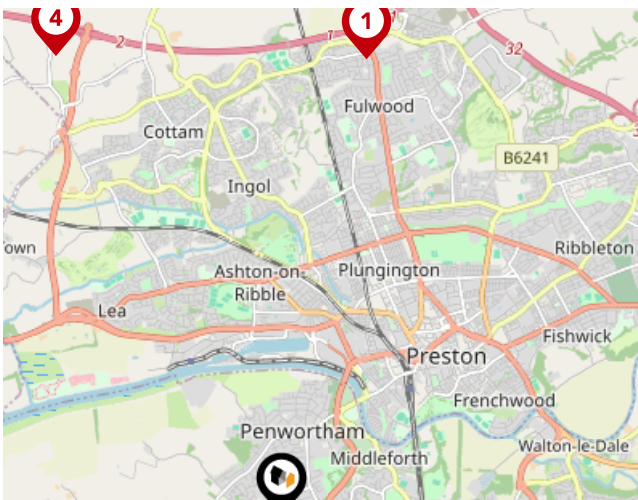 4
1
1
2
32
Fulwood
Cottam
B6241
Ingol
own
Ribbleton
Ashton-on-
Ribble
Plungington
Lea
Fishwick
Preston
Frenchwood
Penwortham
Middleforth
Walton-le-Dale